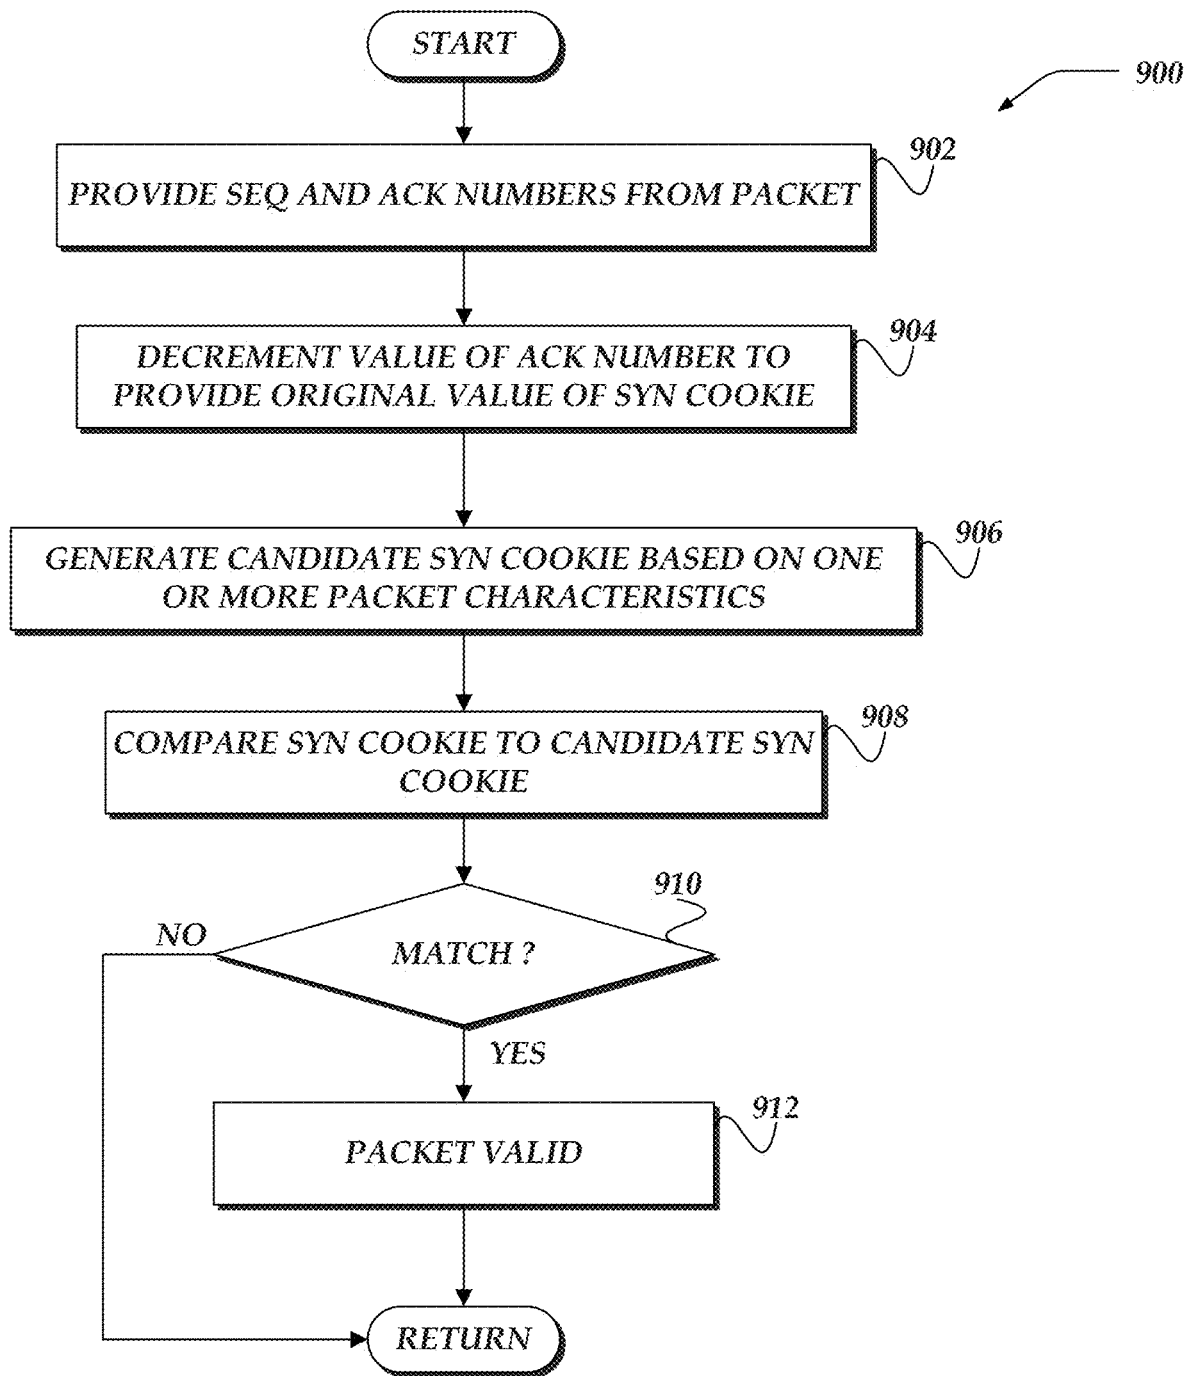 START
900
902
PROVIDE SEQ AND ACK NUMBERS FROM PACKET
904
DECREMENT VALUE OF ACK NUMBER TO
PROVIDE ORIGINAL VALUE OF SYN COOKIE
906
GENERATE CANDIDATE SYN COOKIE BASED ON ONE
OR MORE PACKET CHARACTERISTICS
908
COMPARE SYN COOKIE TO CANDIDATE SYN
COOKIE
910
NO
MATCH ?
YES
912
PACKET VALID
RETURN